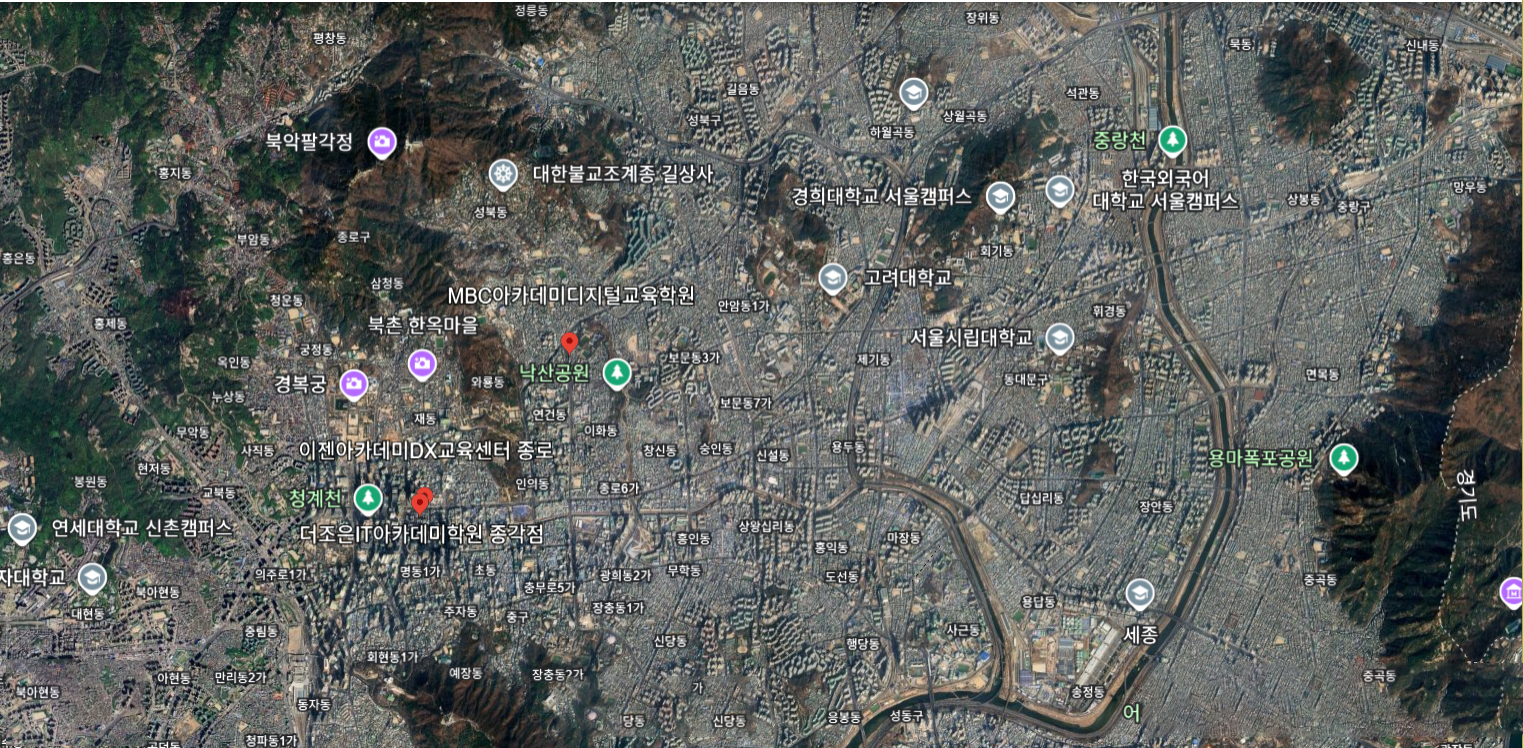 정릉동
장위동
평창동
묵동
신내동
길음동
석관동
성북구
상월곡동
하월곡동
북악팔각정
중랑천
홍지동
대한불교조계종 길상사
한국외국어
대학교 서울캠퍼스
경희대학교 서울캠퍼스
망우동
상봉동
중랑구
성북동
부암동
종로구
회기동
홍은동
삼청동
고려대학교
MBC아카데미디지털교육학원
청운동
안암동1가
휘경동
홍제동
북촌 한옥마을
서울시립대학교
궁정동
옥인동
보문동3가
제기동
낙산공원
경복궁
와룡동
동대문구
면목동
누상동
보문동7가
재동
연건동
이화동
무악동
사직동
이젠아카데미DX교육센터 종로
창신동
숭인동
신설동
용두동
용마폭포공원
현저동
봉원동
교북동
청계천
인의동
종로6가
답십리동
장안동
경기도
연세대학교 신촌캠퍼스
더조은IT아카데미학원 종각점
상왕십리동
홍인동
홍익동
마장동
자대학교
의주로1가
명동1가
초동
광희동2가
무학동
도선동
중곡동
북아현동
충무로5가
대현동
주자동
중구
장충동1가
용답동
중림동
신당동
행당동
사근동
세종
회현동1가
예장동
장충동2가
아현동
만리동2가
중곡동
북아현동
가
송정동
동자동
당동
신당동
응봉동
성동구
어
청파동1가